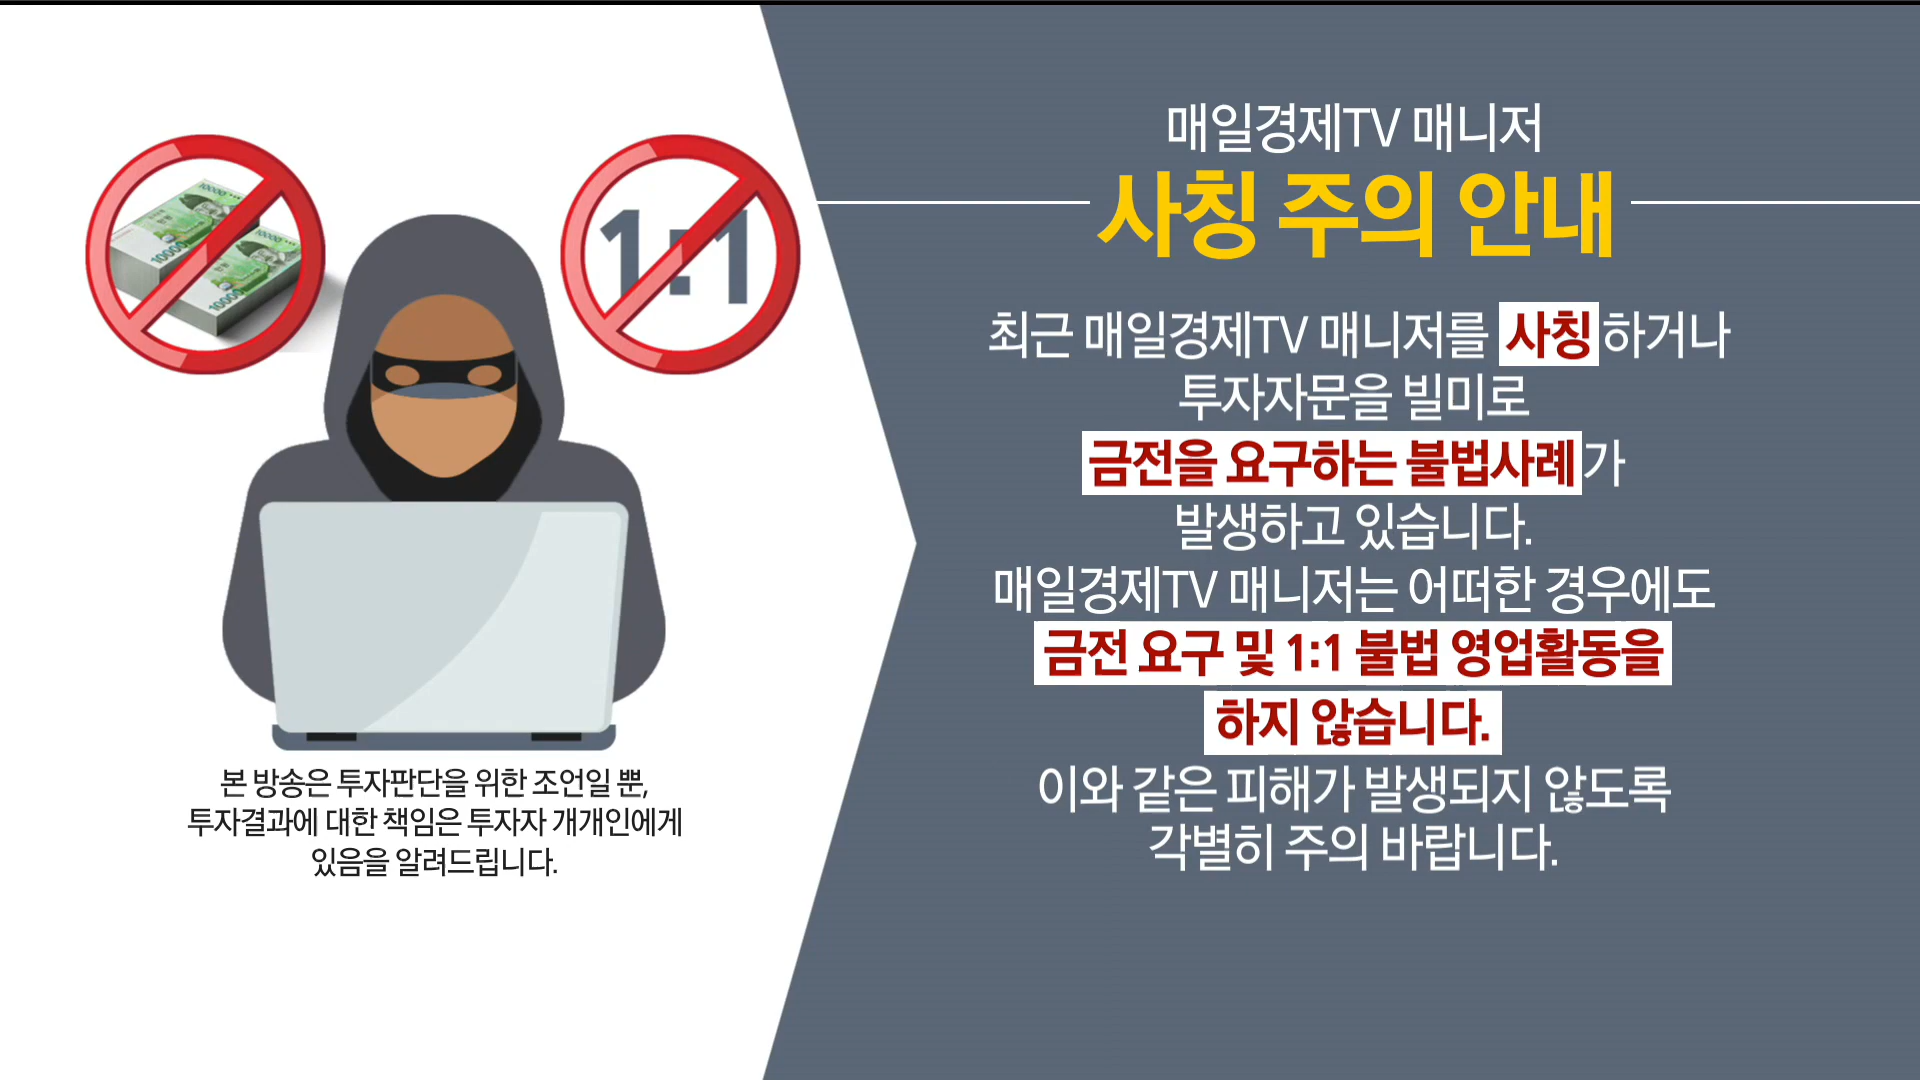 매일경제TV 매니저
사칭 주의 안내
최근 매일경제TV 매니저를 사칭하거나
투자자문을 빌미로
금전을 요구하는 불법사례가
발생하고 있습니다.
매일경제TV 매니저는 어떠한 경우에도
금전 요구 및 1:1 불법 영업활동을
하지 않습니다.
이와 같은 피해가 발생되지 않도록
각별히 주의 바랍니다.
10000
10000
10000
10000
1:1
본 방송은 투자판단을 위한 조언일 뿐,
투자결과에 대한 책임은 투자자 개개인에게
있음을 알려드립니다.